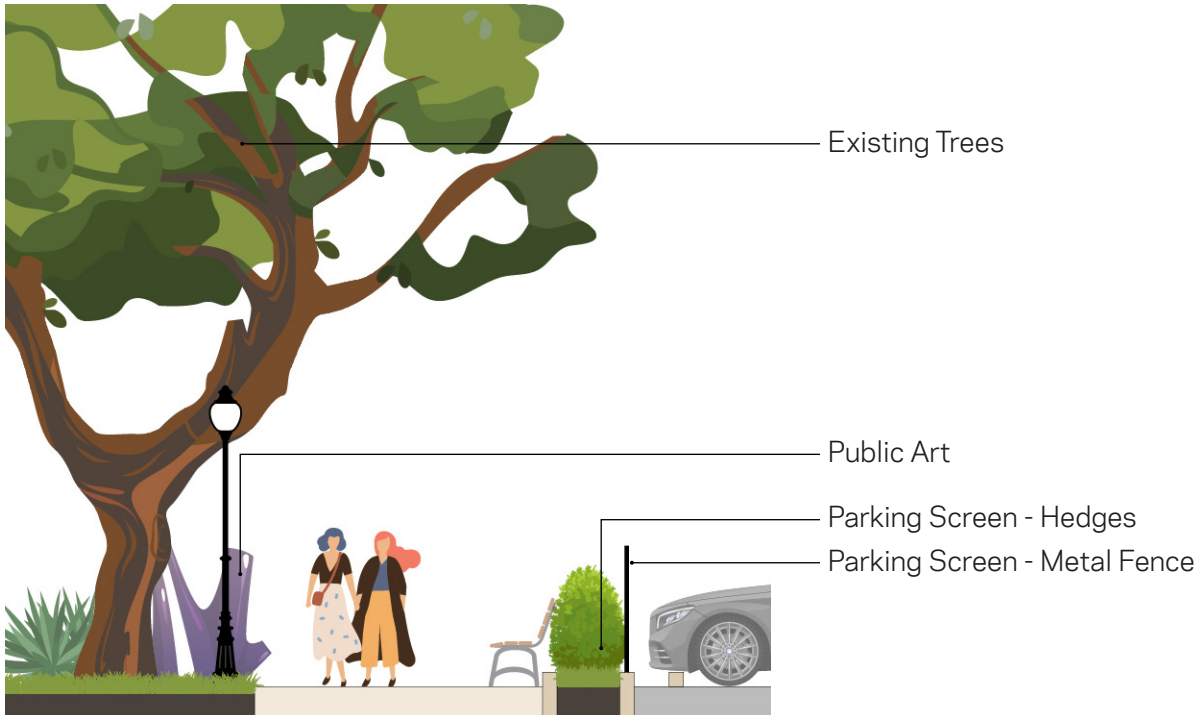 Existing Trees
Public Art
Parking Screen - Hedges
Parking Screen - Metal Fence